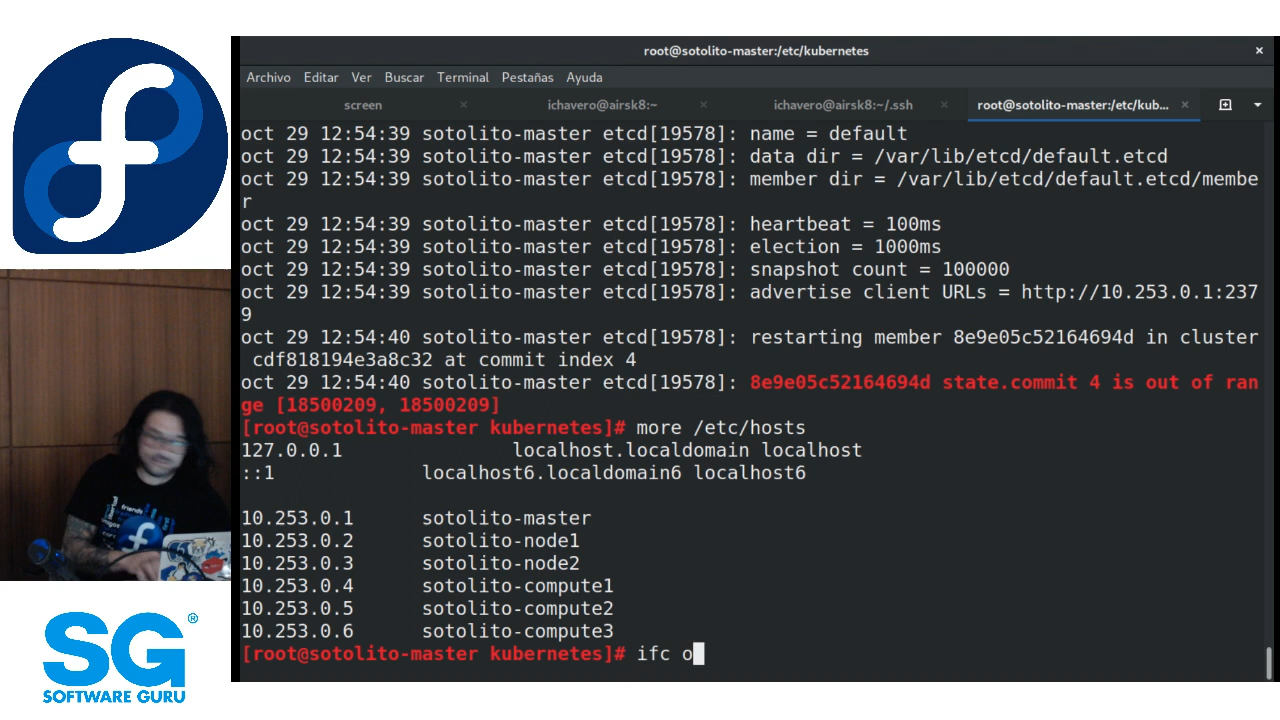 root@sotolito-master:/etc/kubernetes
Archivo Editar Ver Buscar Terminal Pestañas Ayuda
screen ichavero@airsk8:~ ichavero@airsk8:~/.ssh root@sotolito-master:/etc/kub...
oct 29 12:54:39 sotolito-master etcd[19578]: name = default
oct 29 12:54:39 sotolito-master etcd[19578]: data dir = /var/lib/etcd/default.etcd
oct 29 12:54:39 sotolito-master etcd[19578]: member dir = /var/lib/etcd/default.etcd/membe
r
oct 29 12:54:39 sotolito-master etcd[19578]: heartbeat = 100ms
oct 29 12:54:39 sotolito-master etcd[19578]: election = 1000ms
oct 29 12:54:39 sotolito-master etcd[19578]: snapshot count = 100000
oct 29 12:54:39 sotolito-master etcd[19578]: advertise client URLs = http://10.253.0.1:237
9
oct 29 12:54:40 sotolito-master etcd[19578]: restarting member 8e9e05c52164694d in cluster
cdf818194e3a8c32 at commit index 4
oct 29 12:54:40 sotolito-master etcd[19578]: 8e9e05c52164694d state.commit 4 is out of ran
ge [18500209, 18500209]
[root@sotolito-master kubernetes]# more /etc/hosts
127.0.0.1 localhost.localdomain localhost
::1 localhost6.localdomain6 localhost6
10.253.0.1 sotolito-master
10.253.0.2 sotolito-node1
10.253.0.3 sotolito-node2
10.253.0.4 sotolito-compute1
10.253.0.5 sotolito-compute2
10.253.0.6 sotolito-compute3
[root@sotolito-master kubernetes]# ifc o
friends
SG®
SOFTWARE GURU